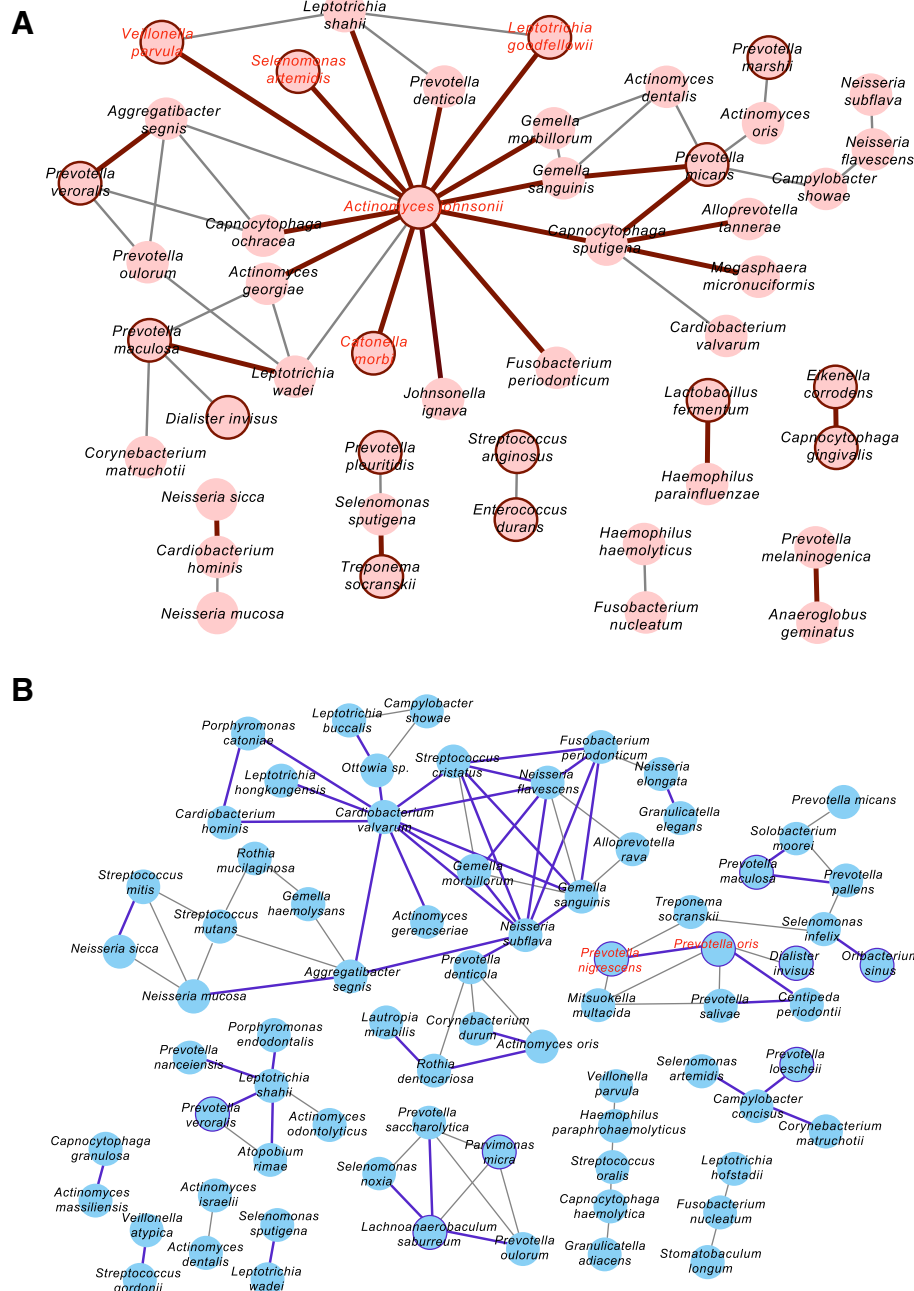 A
Leptotrichia
shahii
Veillonella
parvula
Leptotrichia
goodfellowii
Selenomonas
artemidis
Prevotella
denticola
Prevotella
marshii
Actinomyces
dentalis
Neisseria
subflava
Aggregatibacter
segnis
Gemella
morbillorum
Actinomyces
oris
Neisseria
flavescens
Prevotella
veroralis
Gemella
sanguinis
Prevotella
micans
Campylobacter
showae
Actinomyces johnsonii
Capnocytophaga
ochracea
Capnocytophaga
sputigena
Alloprevotella
tannerae
Prevotella
oulorum
Actinomyces
georgiae
Megasphaera
micronuciformis
Prevotella
maculosa
Catonella
morbi
Cardiobacterium
valvarum
Leptotrichia
wadei
Fusobacterium
periodonticum
Johnsonella
ignava
Dialister invisus
Lactobacillus
fermentum
Eikenella
corrodens
Corynebacterium
matruchotii
Prevotella
pleuritidis
Streptococcus
anginosus
Capnocytophaga
gingivalis
Neisseria sicca
Selenomonas
sputigena
Enterococcus
durans
Haemophilus
parainfluenzae
Cardiobacterium
hominis
Treponema
socranskii
Haemophilus
haemolyticus
Prevotella
melaninogenica
Neisseria mucosa
Fusobacterium
nucleatum
Anaeroglobus
geminatus
B
Porphyromonas
catoniae
Leptotrichia
buccalis
Campylobacter
showae
Streptococcus
cristatus
Fusobacterium
periodonticum
Ottowia sp.
Leptotrichia
hongkongensis
Neisseria
flavescens
Neisseria
elongata
Cardiobacterium
hominis
Cardiobacterium
valvarum
Granulicatella
elegans
Prevotella micans
Solobacterium
moorei
Alloprevotella
rava
Rothia
mucilaginosa
Gemella
morbillorum
Prevotella
maculosa
Prevotella
pallens
Streptococcus
mitis
Gemella
sanguinis
Gemella
haemolysans
Streptococcus
mutans
Actinomyces
gerencseriae
Treponema
socranskii
Selenomonas
infelix
Neisseria sicca
Neisseria
subflava
Prevotella
nigrescens
Prevotella oris
Dialister
invisus
Oribacterium
sinus
Aggregatibacter
segnis
Prevotella
denticola
Neisseria mucosa
Mitsuokella
multacida
Prevotella
salivae
Centipeda
periodontii
Lautropia
mirabilis
Corynebacterium
durum
Actinomyces oris
Porphyromonas
endodontalis
Prevotella
nanceiensis
Rothia
dentocariosa
Leptotrichia
shahii
Veillonella
parvula
Selenomonas
artemidis
Prevotella
loescheii
Prevotella
veroralis
Actinomyces
odontolyticus
Prevotella
saccharolytica
Haemophilus
paraphrohaemolyticus
Campylobacter
concisus
Corynebacterium
matruchotii
Capnocytophaga
granulosa
Atopobium
rimae
Parvimonas
micra
Selenomonas
noxia
Streptococcus
oralis
Leptotrichia
hofstadii
Actinomyces
massiliensis
Actinomyces
israelii
Capnocytophaga
haemolytica
Fusobacterium
nucleatum
Veillonella
atypica
Selenomonas
sputigena
Lachnoanaerobaculum
saburreum
Prevotella
oulorum
Granulicatella
adiacens
Stomatobaculum
longum
Actinomyces
dentalis
Streptococcus
gordonii
Leptotrichia
wadei